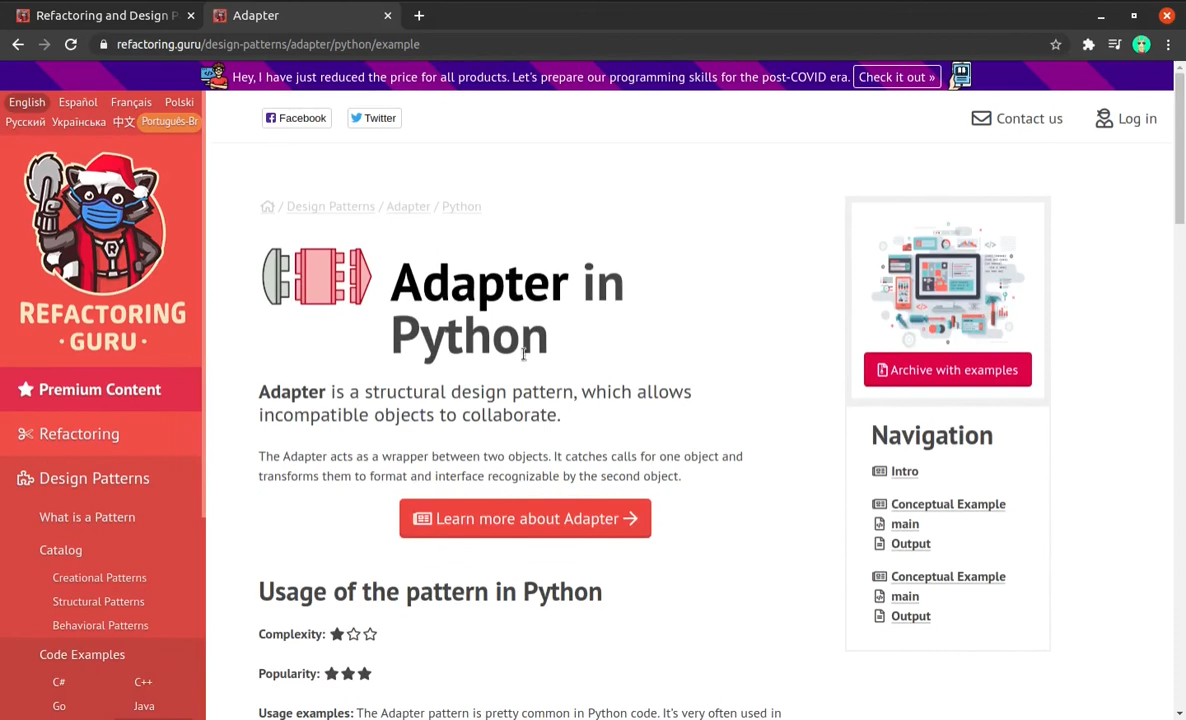 Refactoring and Design P
Adapter
refactoring.guru/design-patterns/adapter/python/example
Hey, I have just reduced the price for all products. Let's prepare our programming skills for the post-COVID era.
Check it out »
English Español Français Polski
Русский Українська 中文 Português-Br
Facebook
Twitter
Contact us
Log in
/ Design Patterns / Adapter / Python
R
REFACTORING
· GURU ·
Adapter in
Python
Adapter is a structural design pattern, which allows
incompatible objects to collaborate.
The Adapter acts as a wrapper between two objects. It catches calls for one object and
transforms them to format and interface recognizable by the second object.
Learn more about Adapter →
Usage of the pattern in Python
Complexity: ★☆☆
Popularity: ★★★
Usage examples: The Adapter pattern is pretty common in Python code. It's very often used in
Premium Content
Refactoring
Design Patterns
What is a Pattern
Catalog
Creational Patterns
Structural Patterns
Behavioral Patterns
Code Examples
C#
C++
Go
Java
Archive with examples
Navigation
Intro
Conceptual Example
main
Output
Conceptual Example
main
Output